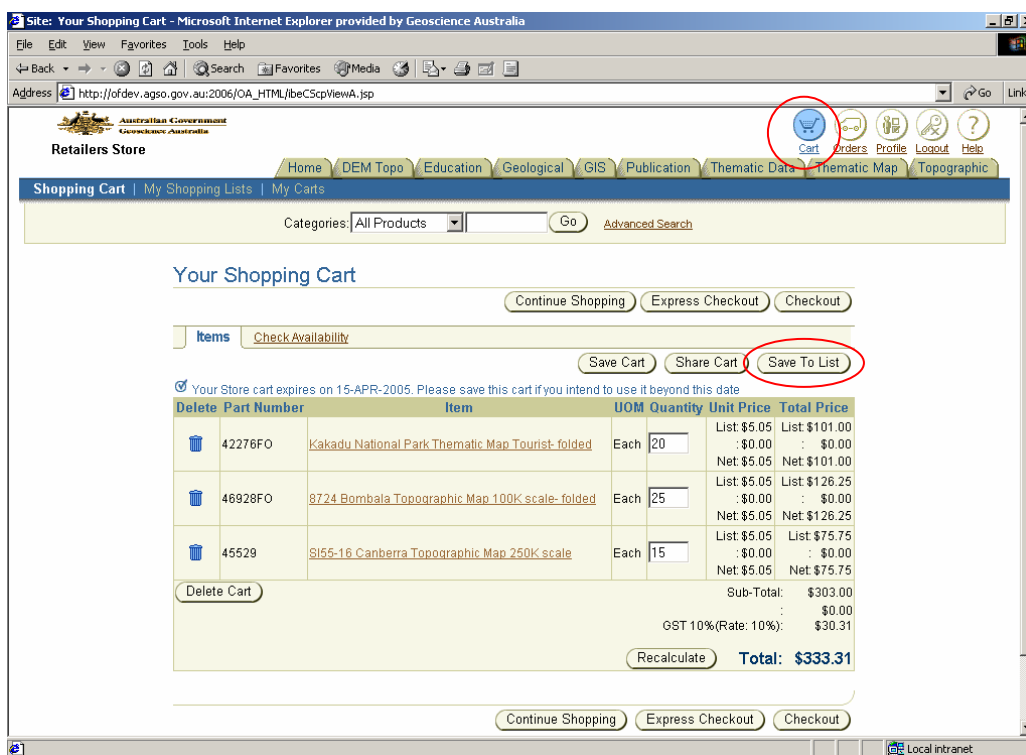 Site: Your Shopping Cart - Microsoft Internet Explorer provided by Geoscience Australia
File Edit View Favorites Tools Help
Back Search Favorites Media
Address http://ofdev.agso.gov.au:2006/OA_HTML/ibeCScpViewA.jsp Go Link
Australian Government
Geoscience Australia
Retailers Store
Cart Orders Profile Logout Help
Home DEM Topo Education Geological GIS Publication Thematic Data Thematic Map Topographic
Shopping Cart | My Shopping Lists | My Carts
Categories: All Products Go Advanced Search
Your Shopping Cart
Continue Shopping Express Checkout Checkout
Items Check Availability
Save Cart Share Cart Save To List
Your Store cart expires on 15-APR-2005. Please save this cart if you intend to use it beyond this date
Delete Part Number Item UOM Quantity Unit Price Total Price
List: $5.05 List: $101.00
42276FO Kakadu National Park Thematic Map Tourist- folded Each 20 : $0.00 : $0.00
Net: $5.05 Net: $101.00
List: $5.05 List: $126.25
46928FO 8724 Bombala Topographic Map 100K scale- folded Each 25 : $0.00 : $0.00
Net: $5.05 Net: $126.25
List: $5.05 List: $75.75
45529 SI55-16 Canberra Topographic Map 250K scale Each 15 : $0.00 : $0.00
Net: $5.05 Net: $75.75
Delete Cart Sub-Total: $303.00
: $0.00
GST 10%(Rate: 10%): $30.31
Recalculate Total: $333.31
Continue Shopping Express Checkout Checkout
Local intranet